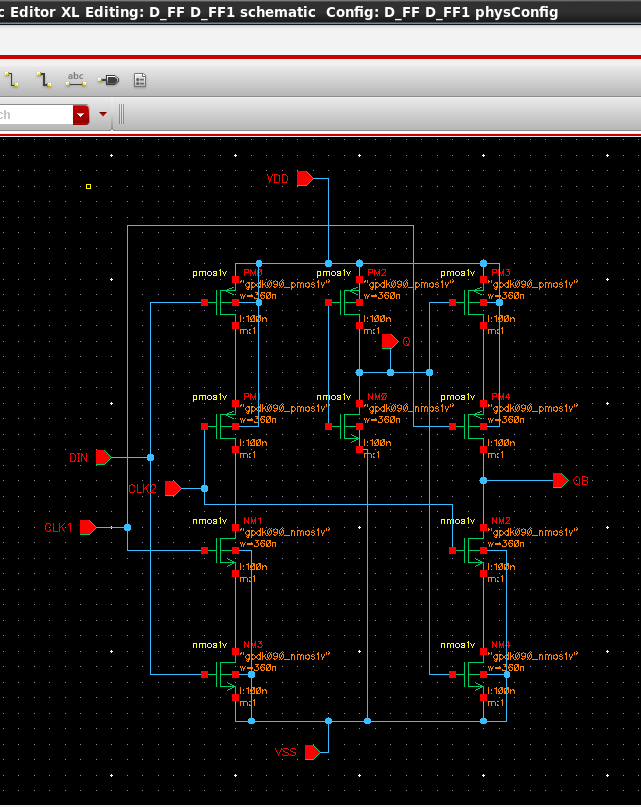 c Editor XL Editing: D_FF D_FF1 schematic Config: D_FF D_FF1 physConfig
abc
ch
VDD
pmos1v PM0 pmos1v PM2 pmos1v PM3
"gpdk090_pmos1v" "gpdk090_pmos1v" "gpdk090_pmos1v"
w=360n w=360n w=360n
l:100n l:100n l:100n
m:1 m:1 m:1
Q
pmos1v PM1 nmos1v NM0 pmos1v PM4
"gpdk090_pmos1v" "gpdk090_nmos1v" "gpdk090_pmos1v"
w=360n w=360n w=360n
l:100n l:100n l:100n
m:1 m:1 m:1
DIN
CLK2
QB
CLK1
nmos1v NM1 nmos1v NM2
"gpdk090_nmos1v" "gpdk090_nmos1v"
w=360n w=360n
l:100n l:100n
m:1 m:1
nmos1v NM3 nmos1v NM4
"gpdk090_nmos1v" "gpdk090_nmos1v"
w=360n w=360n
l:100n l:100n
m:1 m:1
VSS